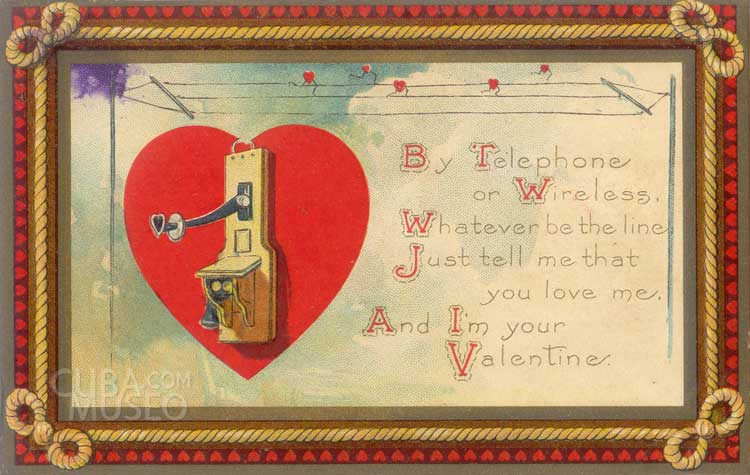 By Telephone
or Wireless,
Whatever be the line,
Just tell me that
you love me.
And I'm your
Valentine.
CUBA.COM
MUSEO